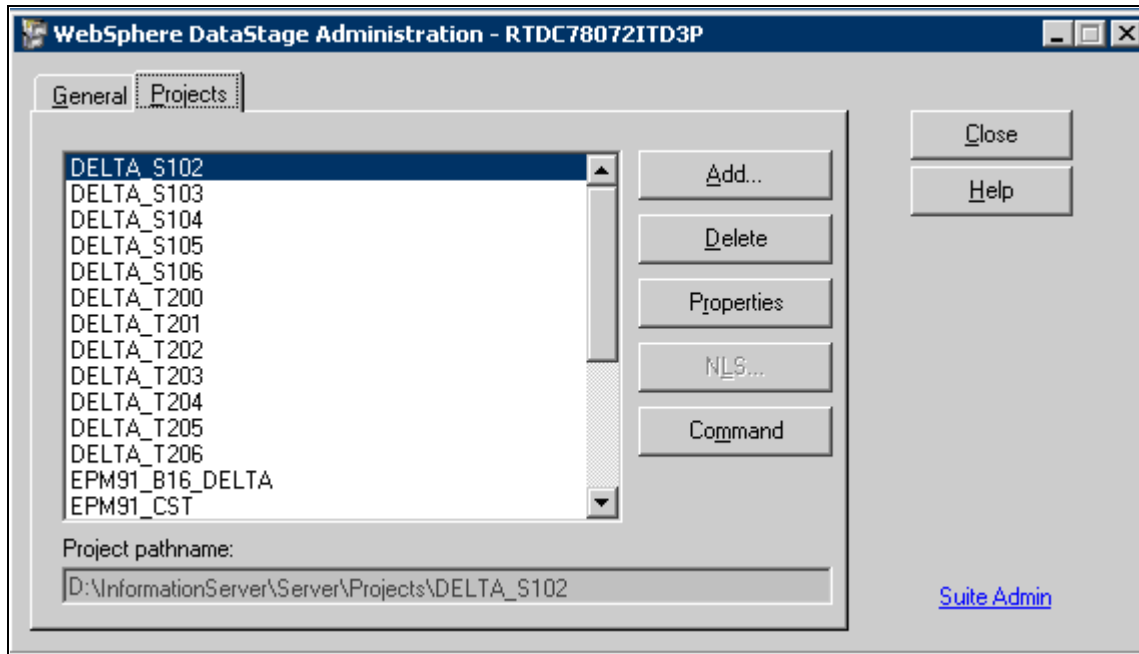 WebSphere DataStage Administration - RTDC78072ITD3P
General
Projects
DELTA_S102
DELTA_S103
DELTA_S104
DELTA_S105
DELTA_S106
DELTA_T200
DELTA_T201
DELTA_T202
DELTA_T203
DELTA_T204
DELTA_T205
DELTA_T206
EPM91_B16_DELTA
EPM91_CST
Add...
Delete
Properties
NLS...
Command
Project pathname:
D:\InformationServer\Server\Projects\DELTA_S102
Close
Help
Suite Admin